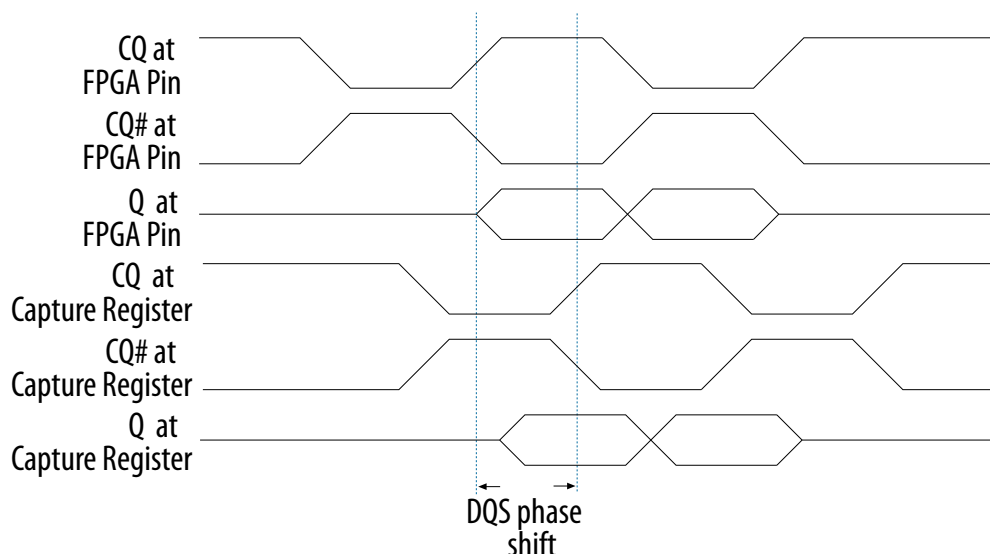 CQ at
FPGA Pin
CQ# at
FPGA Pin
Q at
FPGA Pin
CQ at
Capture Register
CQ# at
Capture Register
Q at
Capture Register
DQS phase
shift